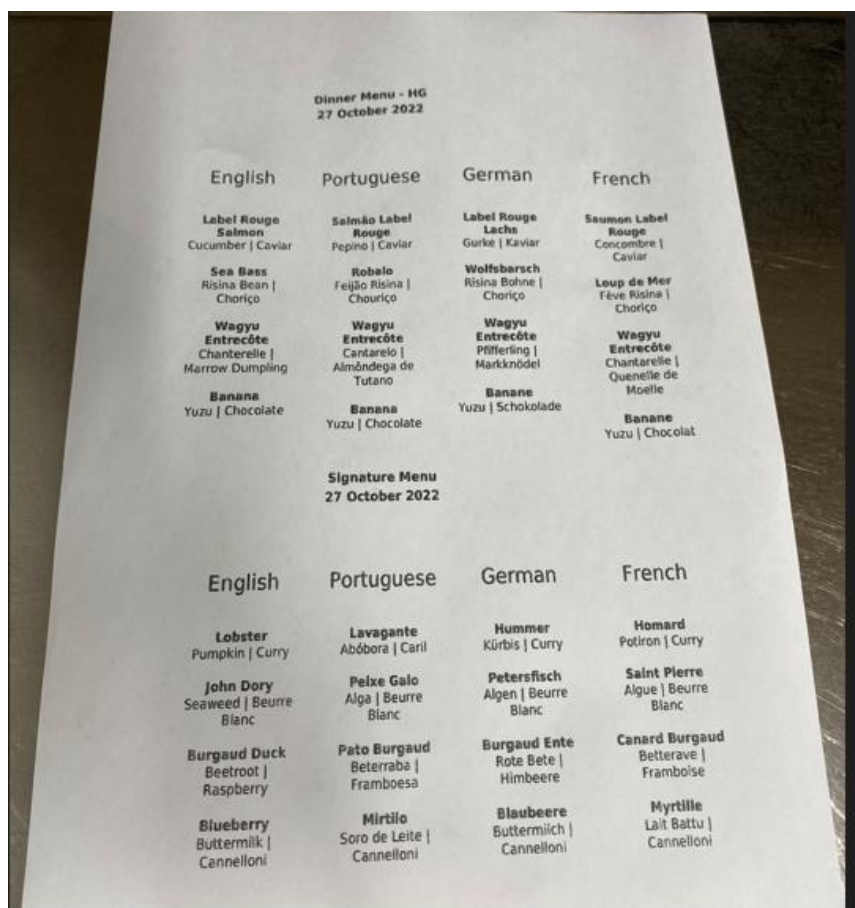 Dinner Menu - HG
27 October 2022
English
Label Rouge
Salmon
Cucumber | Caviar
Sea Bass
Risina Bean |
Choriço
Wagyu
Entrecôte
Chanterelle |
Marrow Dumpling
Banana
Yuzu | Chocolate
Portuguese
Salmão Label
Rouge
Pepino | Caviar
Robalo
Feijão Risina |
Chouriço
Wagyu
Entrecôte
Cantarelo |
Almôndega de
Tutano
Banana
Yuzu | Chocolate
German
Label Rouge
Lachs
Gurke | Kaviar
Wolfsbarsch
Risina Bohne |
Choriço
Wagyu
Entrecôte
Pfifferling |
Markknödel
Banane
Yuzu | Schokolade
French
Saumon Label
Rouge
Concombre |
Caviar
Loup de Mer
Fève Risina |
Choriço
Wagyu
Entrecôte
Chantarelle |
Quenelle de
Moelle
Banane
Yuzu | Chocolat
Signature Menu
27 October 2022
English
Lobster
Pumpkin | Curry
John Dory
Seaweed | Beurre
Blanc
Burgaud Duck
Beetroot |
Raspberry
Blueberry
Buttermilk |
Cannelloni
Portuguese
Lavagante
Abóbora | Caril
Peixe Galo
Alga | Beurre
Blanc
Pato Burgaud
Beterraba |
Framboesa
Mirtilo
Soro de Leite |
Cannelloni
German
Hummer
Kürbis | Curry
Petersfisch
Algen | Beurre
Blanc
Burgaud Ente
Rote Bete |
Himbeere
Blaubeere
Buttermilch |
Cannelloni
French
Homard
Potiron | Curry
Saint Pierre
Algue | Beurre
Blanc
Canard Burgaud
Betterave |
Framboise
Myrtille
Lait Battu |
Cannelloni